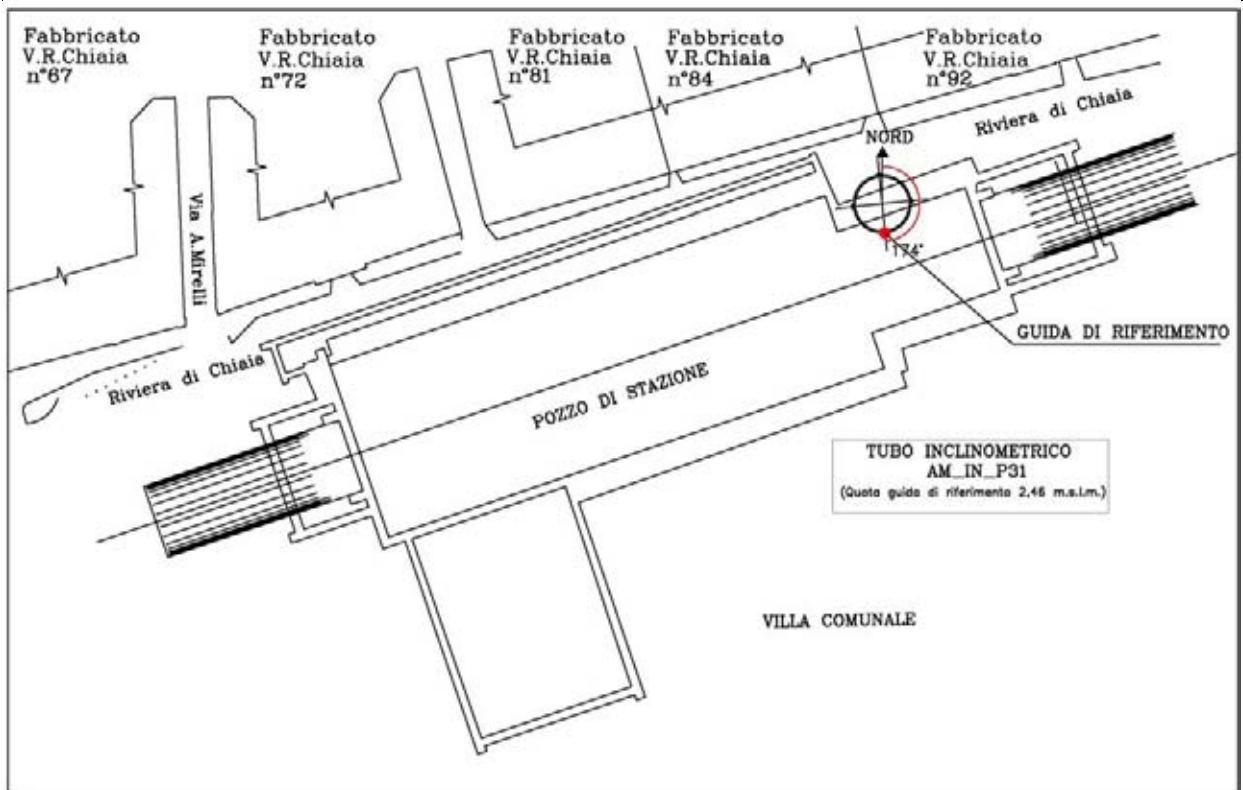 Fabbricato
V.R.Chiaia
n°67
Fabbricato
V.R.Chiaia
n°72
Fabbricato
V.R.Chiaia
n°81
Fabbricato
V.R.Chiaia
n°84
Fabbricato
V.R.Chiaia
n°92
Riviera di Chiaia
NORD
174°
Via A.Mirelli
GUIDA DI RIFERIMENTO
Riviera di Chiaia
POZZO DI STAZIONE
TUBO INCLINOMETRICO
AM_IN_P31
(Quota guida di riferimento 2,46 m.s.l.m.)
VILLA COMUNALE